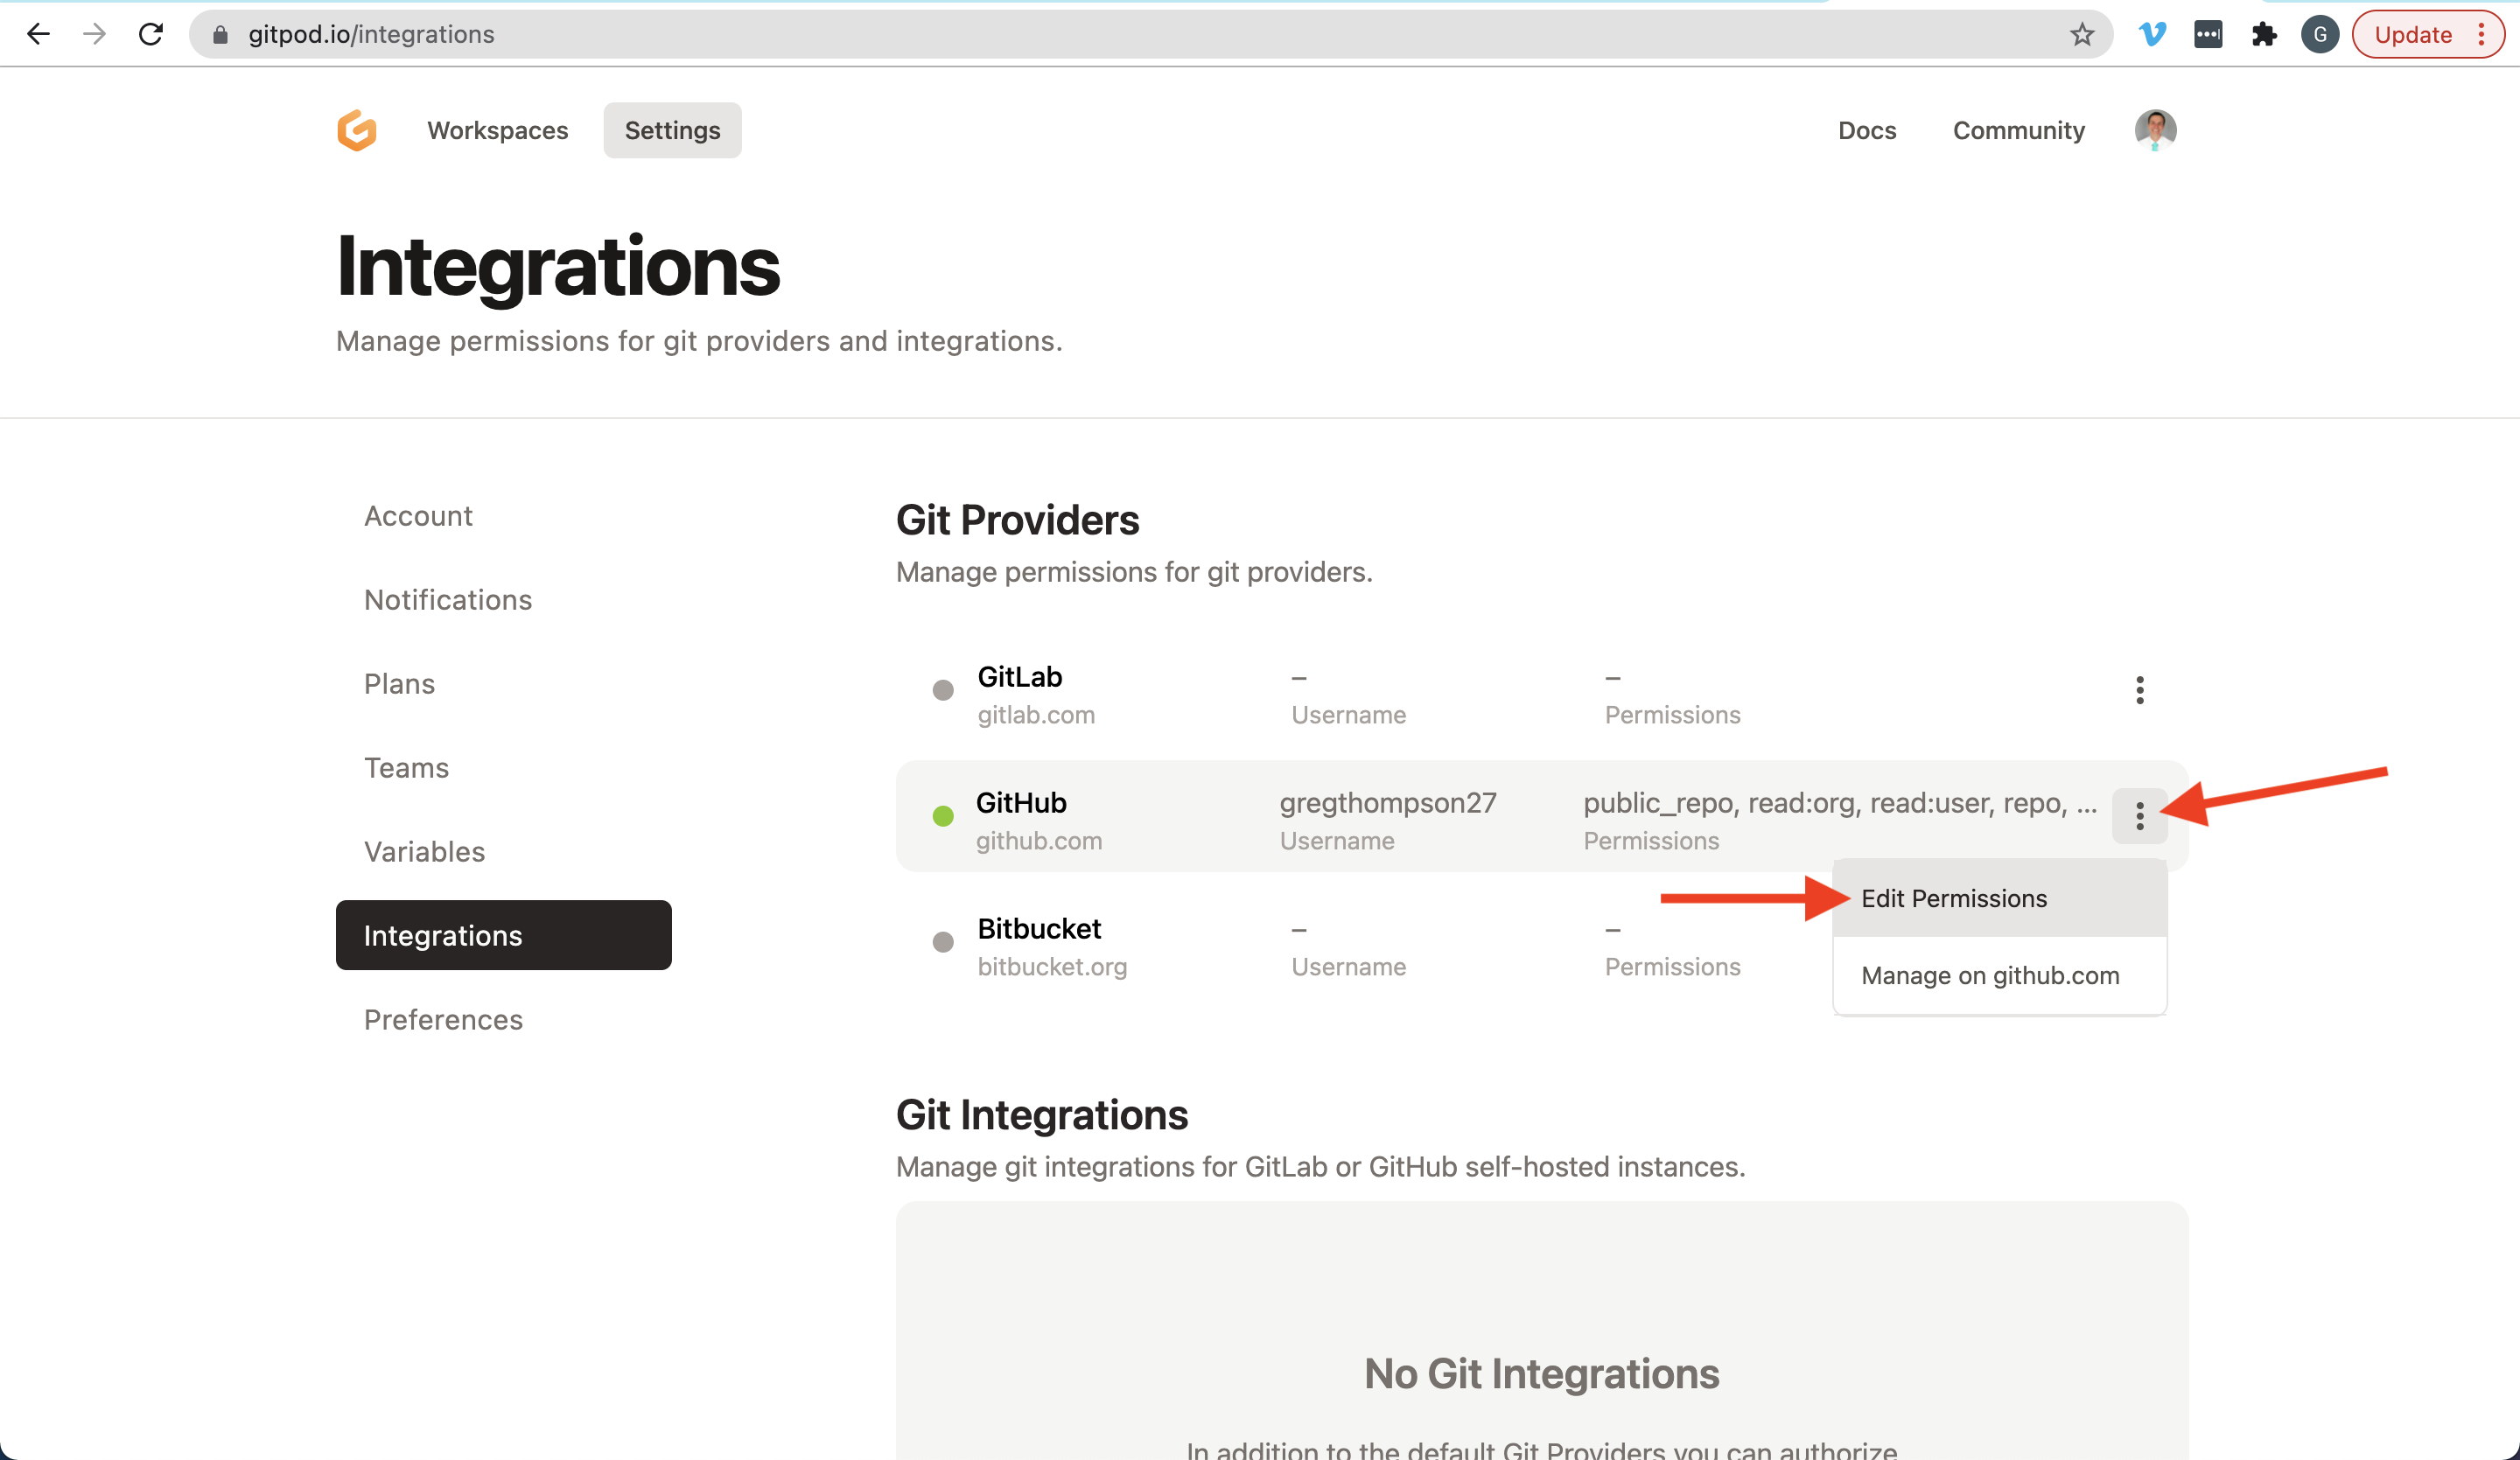 gitpod.io/integrations
G
Update
Workspaces
Settings
Docs
Community
Integrations
Manage permissions for git providers and integrations.
Account
Notifications
Plans
Teams
Variables
Integrations
Preferences
Git Providers
Manage permissions for git providers.
GitLab
–
–
gitlab.com
Username
Permissions
GitHub
gregthompson27
public_repo, read:org, read:user, repo, ...
github.com
Username
Permissions
Edit Permissions
Manage on github.com
Bitbucket
–
–
bitbucket.org
Username
Permissions
Git Integrations
Manage git integrations for GitLab or GitHub self-hosted instances.
No Git Integrations
In addition to the default Git Providers you can authorize